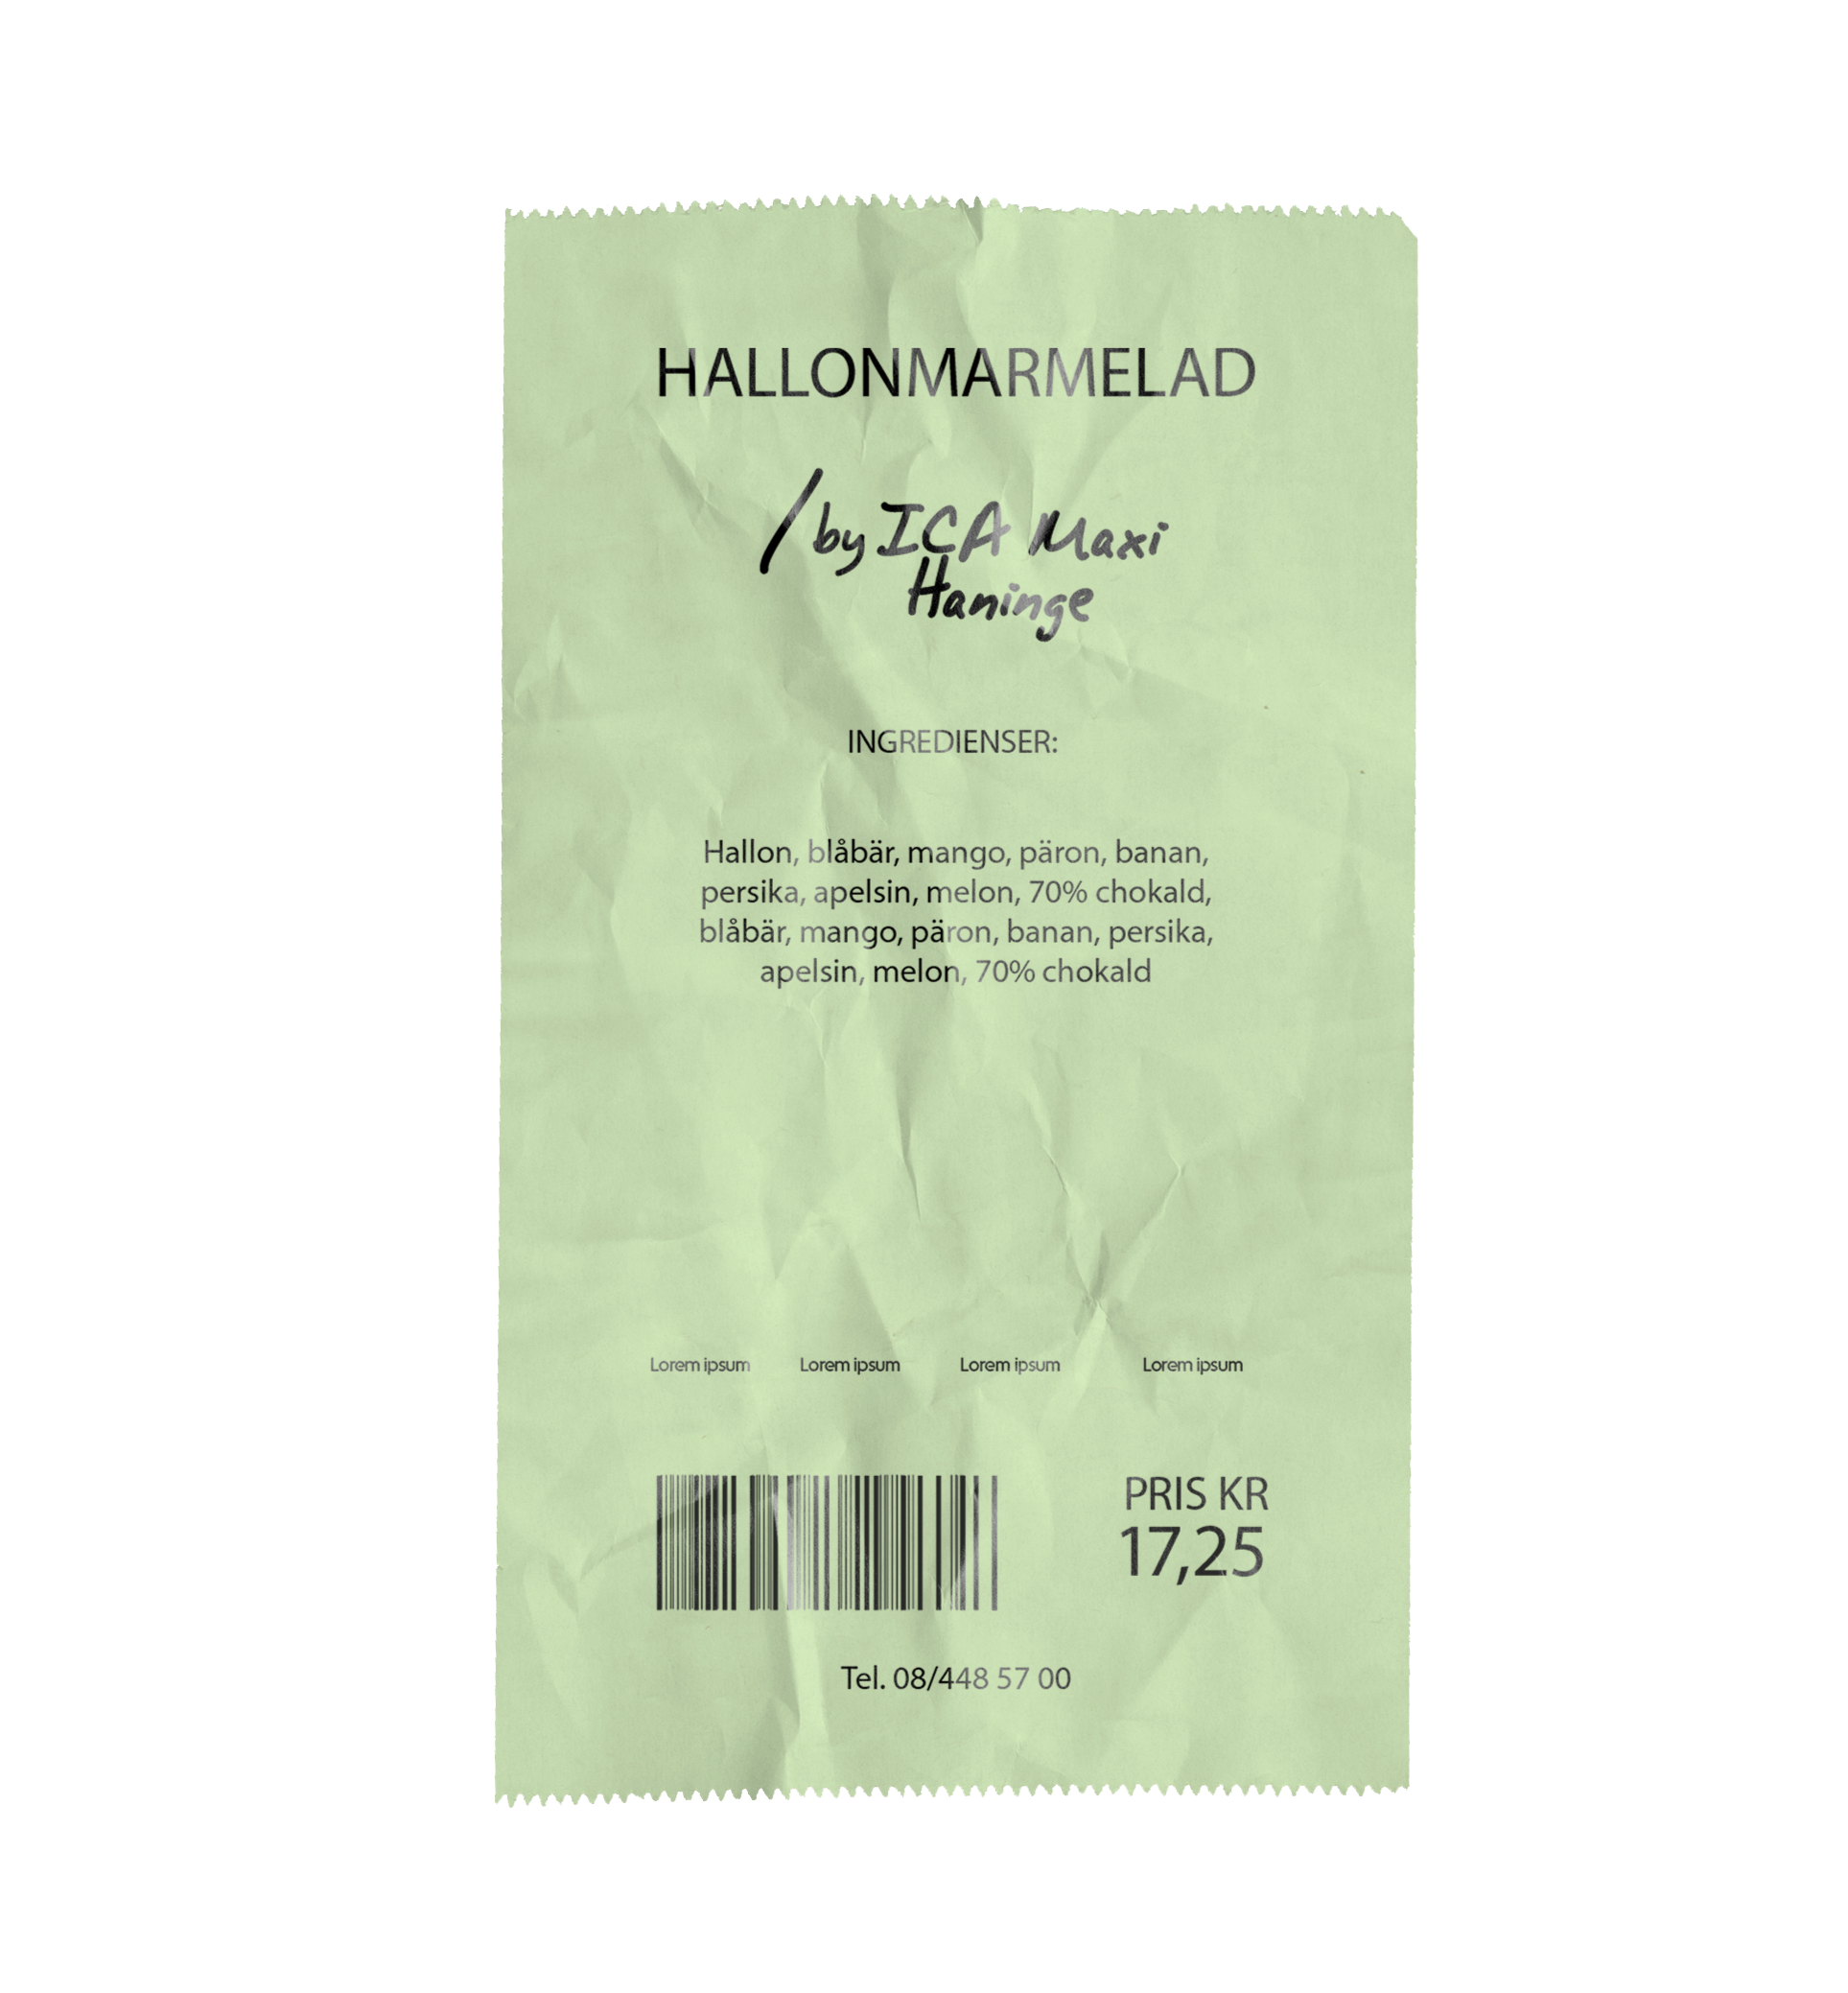 HALLONMARMELAD
/by ICA Maxi
Haninge
INGREDIENSER:
Hallon, blåbär, mango, päron, banan,
persika, apelsin, melon, 70% chokald,
blåbär, mango, päron, banan, persika,
apelsin, melon, 70% chokald
Lorem ipsum Lorem ipsum Lorem ipsum Lorem ipsum
PRIS KR
17,25
Tel. 08/448 57 00